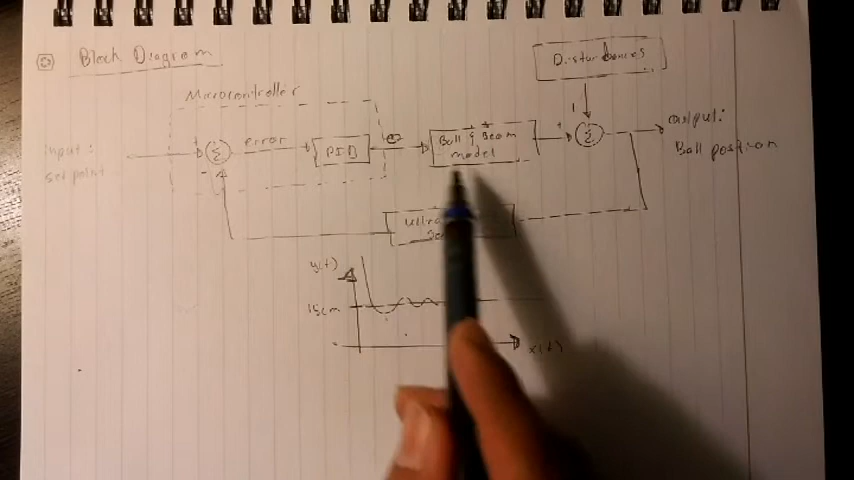 Block Diagram
Disturbances
Microcontroller
input:
set point
+
Σ
-
error
PID
Ball & Beam
model
+
+
Σ
output:
Ball position
y(t)
15cm
x(t)